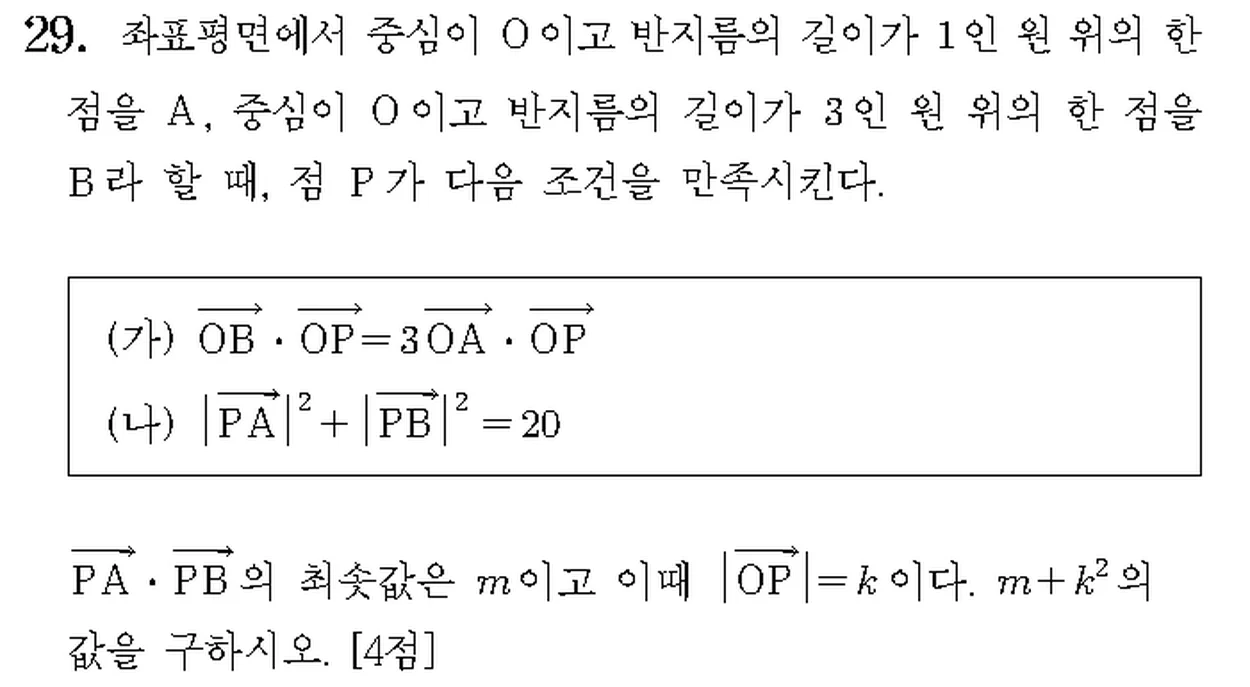 29. 좌표평면에서 중심이 O이고 반지름의 길이가 1인 원 위의 한
점을 A, 중심이 O이고 반지름의 길이가 3인 원 위의 한 점을
B라 할 때, 점 P가 다음 조건을 만족시킨다.
(가) $\overrightarrow{OB} \cdot \overrightarrow{OP} = 3\overrightarrow{OA} \cdot \overrightarrow{OP}$
(나) $|\overrightarrow{PA}|^2 + |\overrightarrow{PB}|^2 = 20$
$\overrightarrow{PA} \cdot \overrightarrow{PB}$의 최솟값은 $m$이고 이때 $|\overrightarrow{OP}| = k$이다. $m+k^2$의
값을 구하시오. [4점]